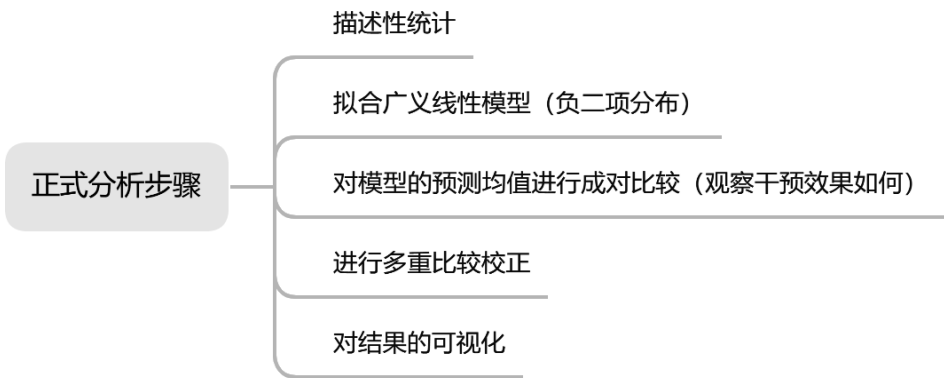 正式分析步骤
描述性统计
拟合广义线性模型（负二项分布）
对模型的预测均值进行成对比较（观察干预效果如何）
进行多重比较校正
对结果的可视化